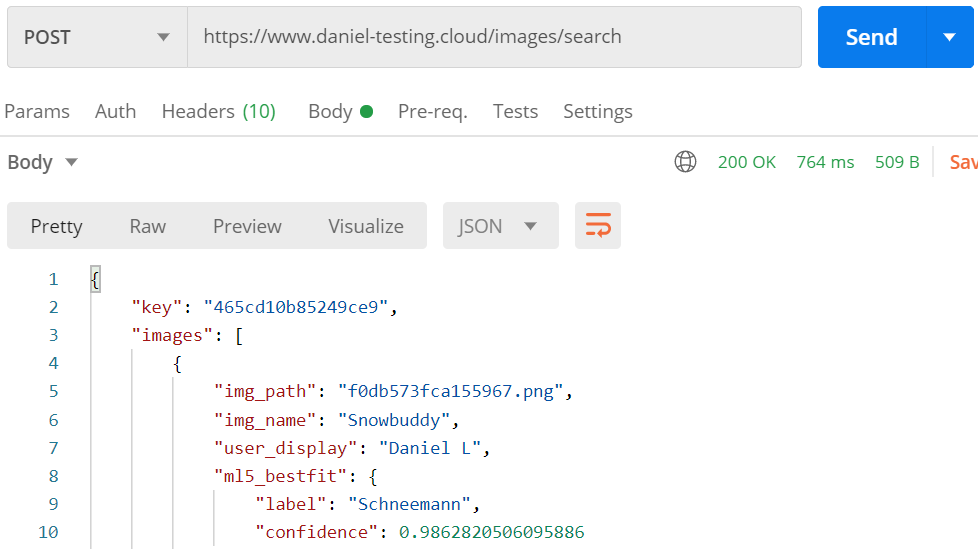 POST https://www.daniel-testing.cloud/images/search Send
Params Auth Headers (10) Body Pre-req. Tests Settings
Body 200 OK 764 ms 509 B Sav
Pretty Raw Preview Visualize JSON
1 {
2 "key": "465cd10b85249ce9",
3 "images": [
4 {
5 "img_path": "f0db573fca155967.png",
6 "img_name": "Snowbuddy",
7 "user_display": "Daniel L",
8 "ml5_bestfit": {
9 "label": "Schneemann",
10 "confidence": 0.9862820506095886